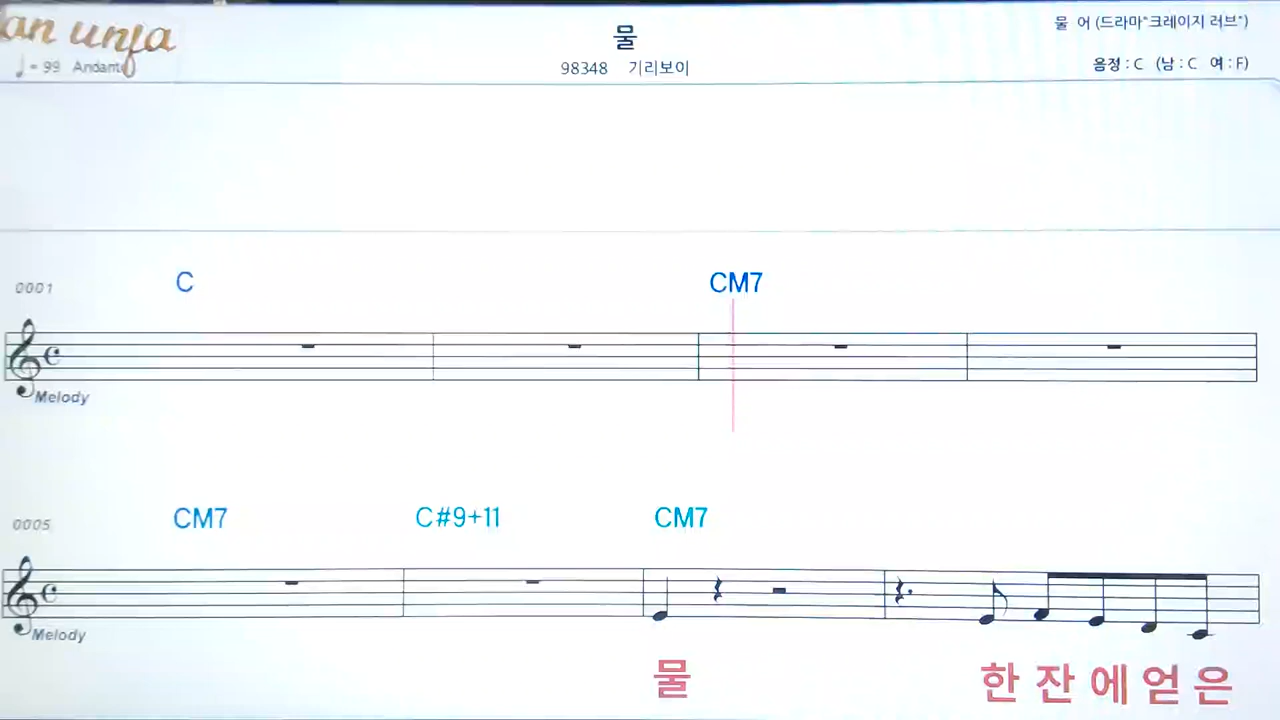 an unfa
♩= 99 Andante
물
98348 기리보이
물 어 (드라마"크레이지 러브")
음정 : C (남 : C 여 : F)
0001 C CM7
Melody
0005 CM7 C#9+11 CM7
Melody
물 한 잔 에 얻 은